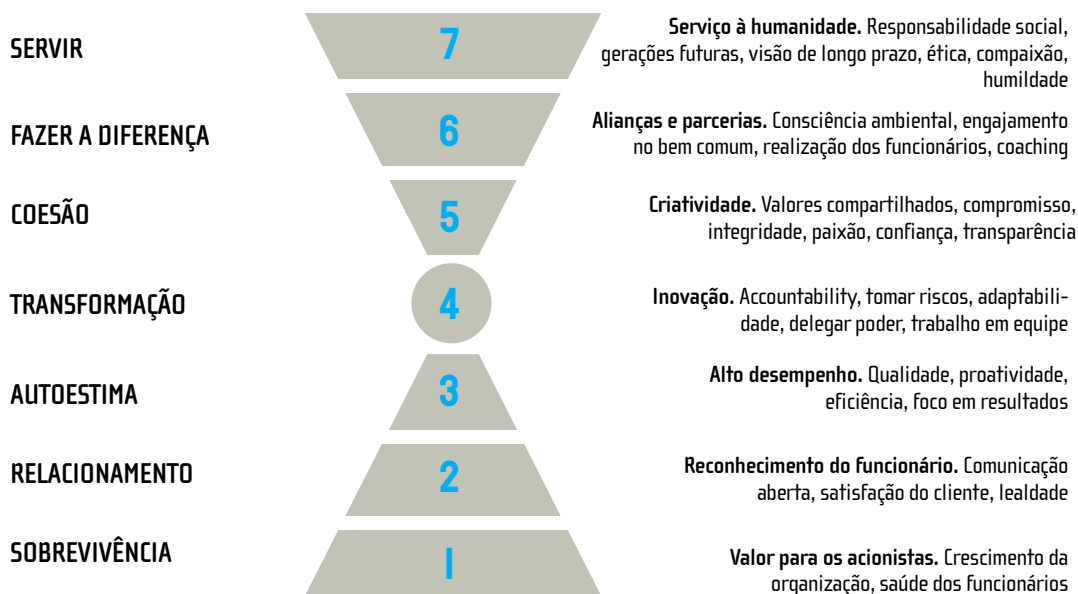 SERVIR
7
Serviço à humanidade. Responsabilidade social,
gerações futuras, visão de longo prazo, ética, compaixão,
humildade
FAZER A DIFERENÇA
6
Alianças e parcerias. Consciência ambiental, engajamento
no bem comum, realização dos funcionários, coaching
COESÃO
5
Criatividade. Valores compartilhados, compromisso,
integridade, paixão, confiança, transparência
TRANSFORMAÇÃO
4
Inovação. Accountability, tomar riscos, adaptabili-
dade, delegar poder, trabalho em equipe
AUTOESTIMA
3
Alto desempenho. Qualidade, proatividade,
eficiência, foco em resultados
RELACIONAMENTO
2
Reconhecimento do funcionário. Comunicação
aberta, satisfação do cliente, lealdade
SOBREVIVÊNCIA
1
Valor para os acionistas. Crescimento da
organização, saúde dos funcionários